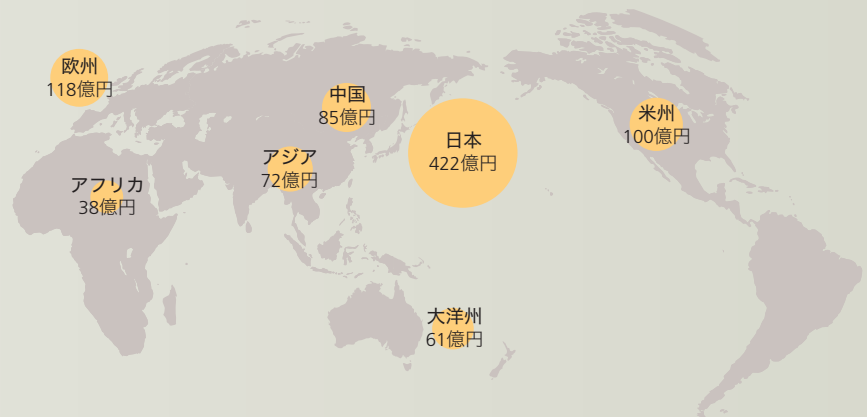 欧州
118億円
中国
85億円
日本
422億円
米州
100億円
アジア
72億円
アフリカ
38億円
大洋州
61億円